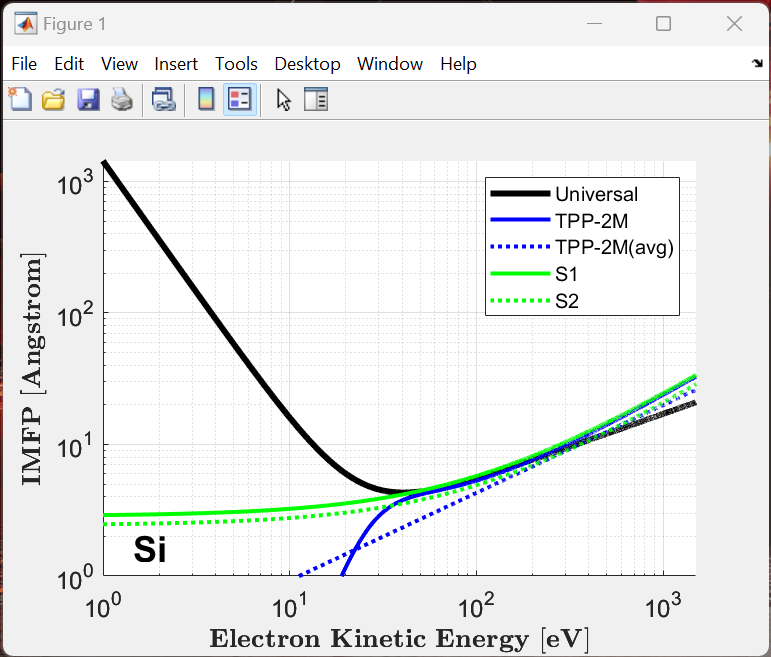 Figure 1
File Edit View Insert Tools Desktop Window Help
10³
10²
10¹
10⁰
IMFP [Angstrom]
Universal
TPP-2M
TPP-2M(avg)
S1
S2
Si
10⁰ 10¹ 10² 10³
Electron Kinetic Energy [eV]